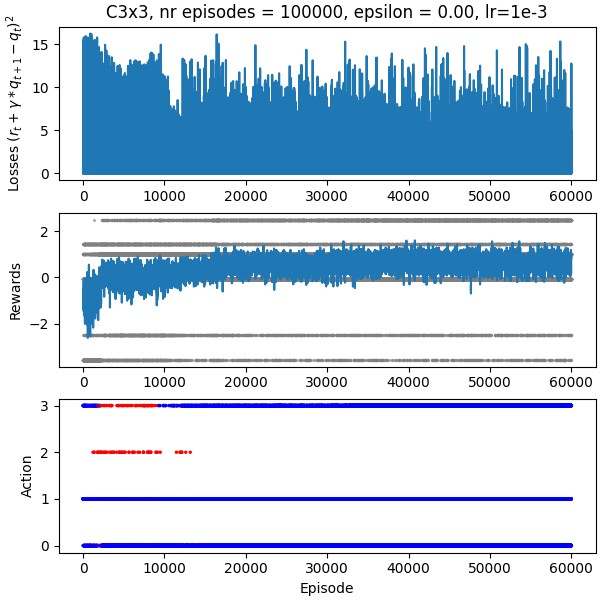 C3x3, nr episodes = 100000, epsilon = 0.00, lr=1e-3
Losses $(r_t + \gamma * q_{t+1} - q_t)^2$
15
10
5
0
0 10000 20000 30000 40000 50000 60000
Rewards
2
0
−2
0 10000 20000 30000 40000 50000 60000
Action
3
2
1
0
0 10000 20000 30000 40000 50000 60000
Episode